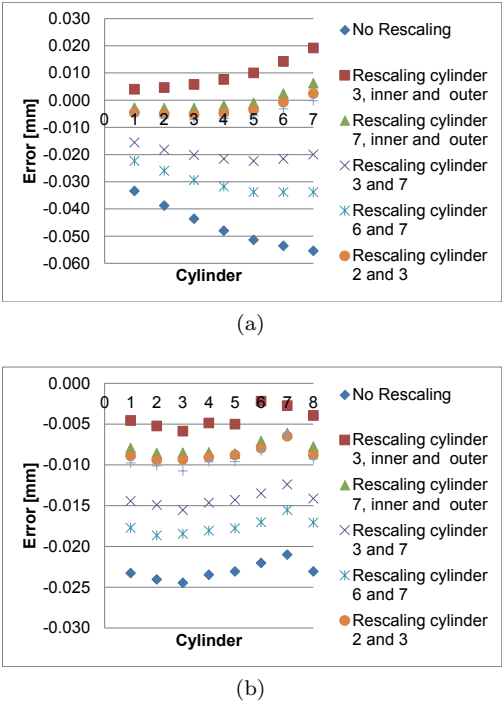 0.030
0.020
0.010
0.000
-0.010
-0.020
-0.030
-0.040
-0.050
-0.060
Error [mm]
0 1 2 3 4 5 6 7
Cylinder
No Rescaling
Rescaling cylinder
3, inner and outer
Rescaling cylinder
7, inner and outer
Rescaling cylinder
3 and 7
Rescaling cylinder
6 and 7
Rescaling cylinder
2 and 3
(a)
0.000
-0.005
-0.010
-0.015
-0.020
-0.025
-0.030
Error [mm]
0 1 2 3 4 5 6 7 8
Cylinder
No Rescaling
Rescaling cylinder
3, inner and outer
Rescaling cylinder
7, inner and outer
Rescaling cylinder
3 and 7
Rescaling cylinder
6 and 7
Rescaling cylinder
2 and 3
(b)